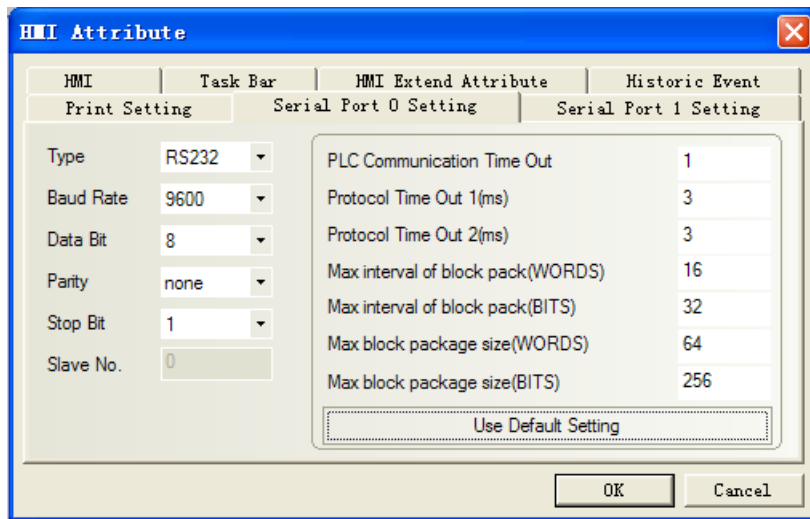 HMI Attribute
HMI Task Bar HMI Extend Attribute Historic Event
Print Setting Serial Port 0 Setting Serial Port 1 Setting
Type RS232
Baud Rate 9600
Data Bit 8
Parity none
Stop Bit 1
Slave No. 0
PLC Communication Time Out 1
Protocol Time Out 1(ms) 3
Protocol Time Out 2(ms) 3
Max interval of block pack(WORDS) 16
Max interval of block pack(BITS) 32
Max block package size(WORDS) 64
Max block package size(BITS) 256
Use Default Setting
OK Cancel